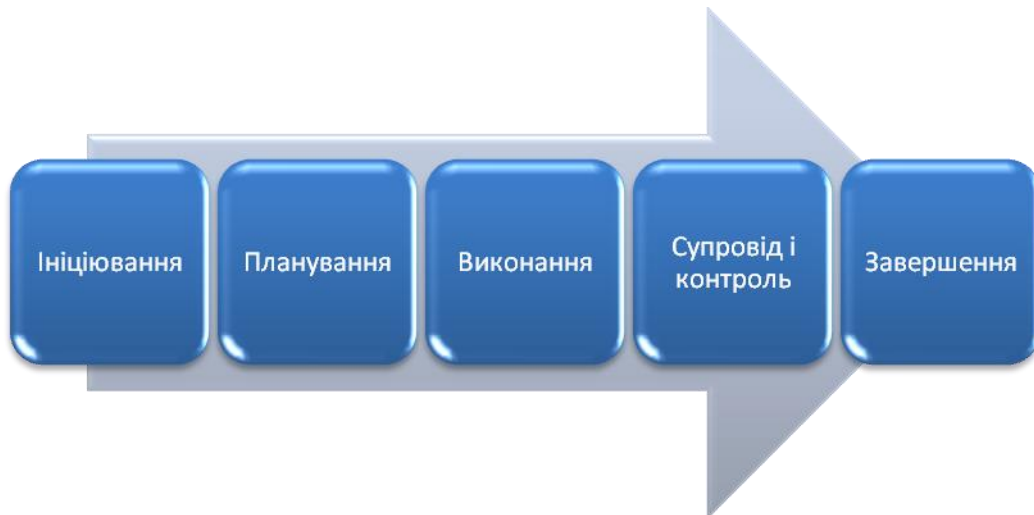 Ініціювання
Планування
Виконання
Супровід і
контроль
Завершення